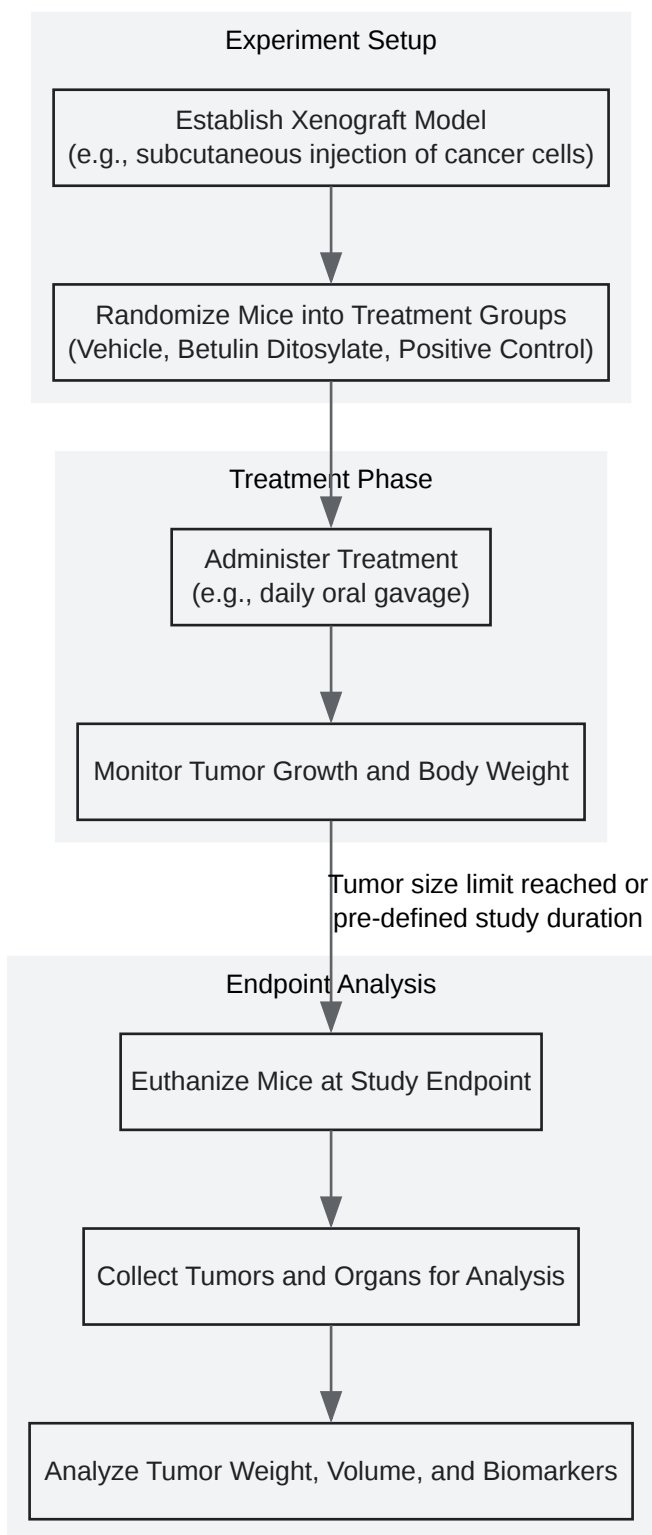 Experiment Setup
Establish Xenograft Model
(e.g., subcutaneous injection of cancer cells)
Randomize Mice into Treatment Groups
(Vehicle, Betulin Ditosylate, Positive Control)
Treatment Phase
Administer Treatment
(e.g., daily oral gavage)
Monitor Tumor Growth and Body Weight
Tumor size limit reached or
pre-defined study duration
Endpoint Analysis
Euthanize Mice at Study Endpoint
Collect Tumors and Organs for Analysis
Analyze Tumor Weight, Volume, and Biomarkers